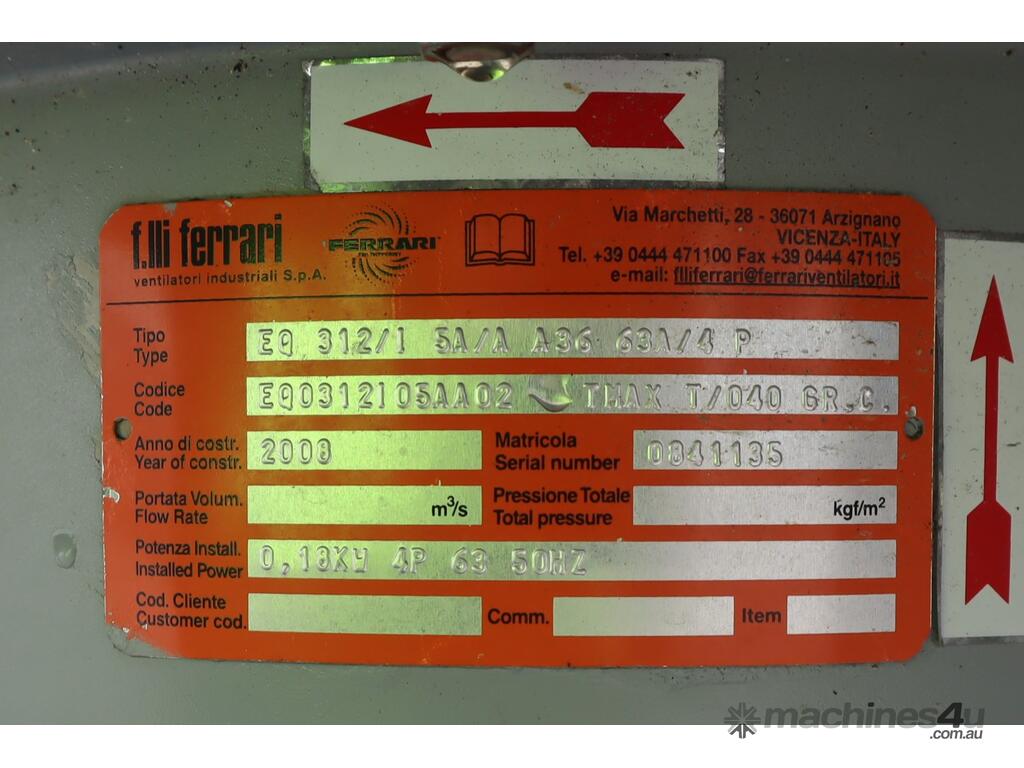 f.lli ferrari
ventilatori industriali S.p.A.
FERRARI
Fan Technology
Via Marchetti, 28 - 36071 Arzignano
VICENZA-ITALY
Tel. +39 0444 471100 Fax +39 0444 471105
e-mail: flliferrari@ferrariventilatori.it
Tipo
Type
EQ 312/I 5A/A A36 63A/4 P
Codice
Code
EQ0312I05AA02 TMAX T/040 GR.C.
Anno di costr.
Year of constr.
2008
Matricola
Serial number
0841135
Portata Volum.
Flow Rate
m³/s
Pressione Totale
Total pressure
kgf/m²
Potenza Install.
Installed Power
0,18KW 4P 63 50HZ
Cod. Cliente
Customer cod.
Comm.
Item
machines4u
.com.au